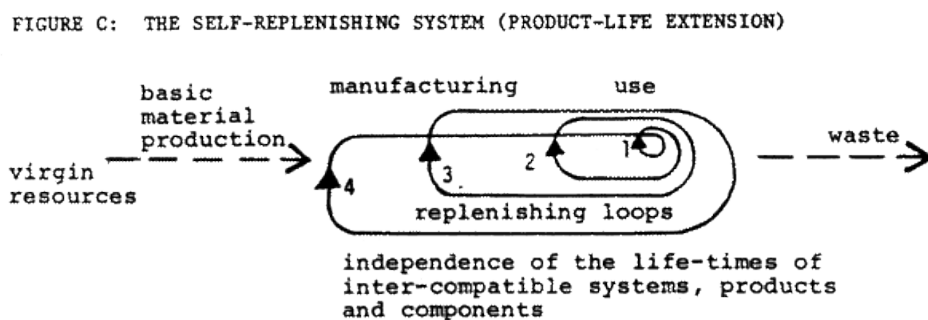 FIGURE C: THE SELF-REPLENISHING SYSTEM (PRODUCT-LIFE EXTENSION)
manufacturing use
basic
material
production
waste
virgin
resources
1
2
3
4
replenishing loops
independence of the life-times of
inter-compatible systems, products
and components